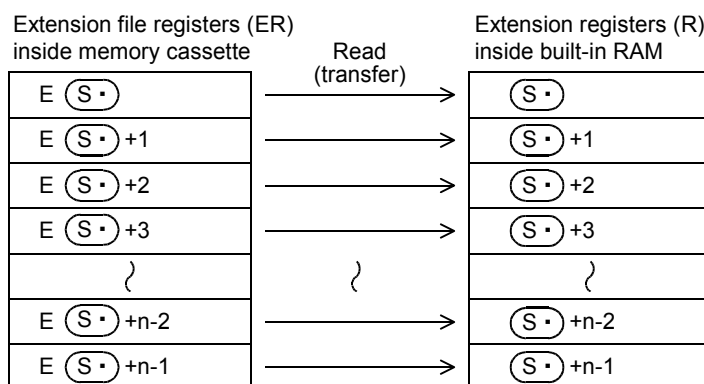 Extension file registers (ER)
inside memory cassette
Read
(transfer)
Extension registers (R)
inside built-in RAM
E S· S·
E S· +1 S· +1
E S· +2 S· +2
E S· +3 S· +3
E S· +n-2 S· +n-2
E S· +n-1 S· +n-1